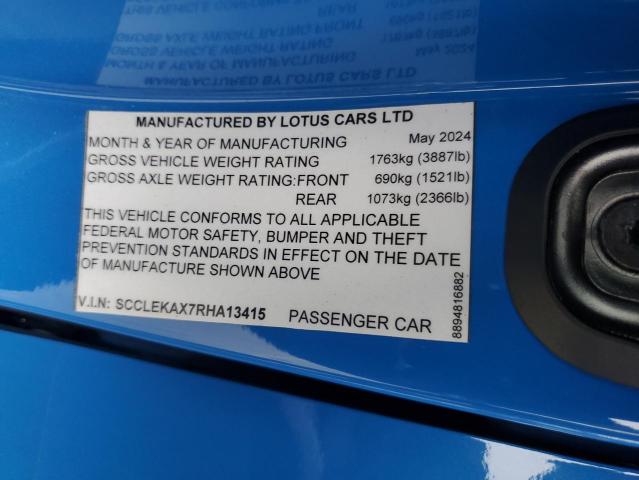 MANUFACTURED BY LOTUS CARS LTD
MONTH & YEAR OF MANUFACTURING May 2024
GROSS VEHICLE WEIGHT RATING 1763kg (3887lb)
GROSS AXLE WEIGHT RATING:FRONT 690kg (1521lb)
REAR 1073kg (2366lb)
THIS VEHICLE CONFORMS TO ALL APPLICABLE
FEDERAL MOTOR SAFETY, BUMPER AND THEFT
PREVENTION STANDARDS IN EFFECT ON THE DATE
OF MANUFACTURE SHOWN ABOVE
V.I.N: SCCLEKAX7RHA13415 PASSENGER CAR
8894816882